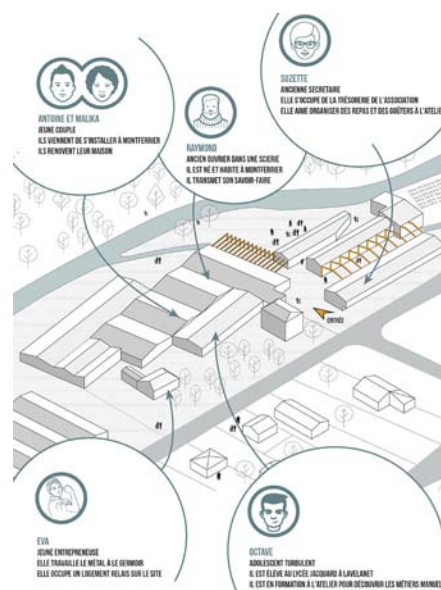 SUZETTE
ANCIENNE SECRETAIRE
ELLE S'OCCUPE DE LA TRÉSORERIE DE L'ASSOCIATION
ELLE AIME ORGANISER DES REPAS ET DES GOÛTERS À L'ATELIE
ANTOINE ET MALIKA
JEUNE COUPLE
ILS VIENNENT DE S'INSTALLER À MONTFERRIER
ILS RENOVENT LEUR MAISON
RAYMOND
ANCIEN OUVRIER DANS UNE SCIERIE
IL EST NÉ ET HABITE À MONTFERRIER
IL TRANSMET SON SAVOIR-FAIRE
ENTRÉE
EVA
JEUNE ENTREPRENEUSE
ELLE TRAVAILLE LE MÉTAL À LE GERMOIR
ELLE OCCUPE UN LOGEMENT RELAIS SUR LE SITE
OCTAVE
ADOLESCENT TURBULENT
IL EST ÉLEVE AU LYCÉE JACQUARD À LAVELANET
IL EST EN FORMATION À L'ATELIER POUR DÉCOUVRIR LES MÉTIERS MANUEL